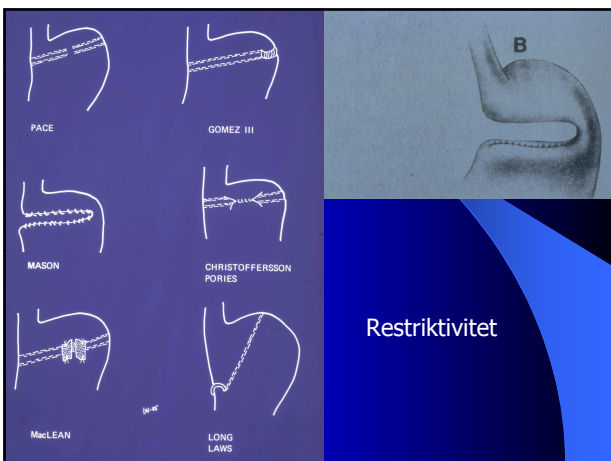 PACE
GOMEZ III
MASON
CHRISTOFFERSSON
PORIES
MacLEAN
LONG
LAWS
B
Restriktivitet